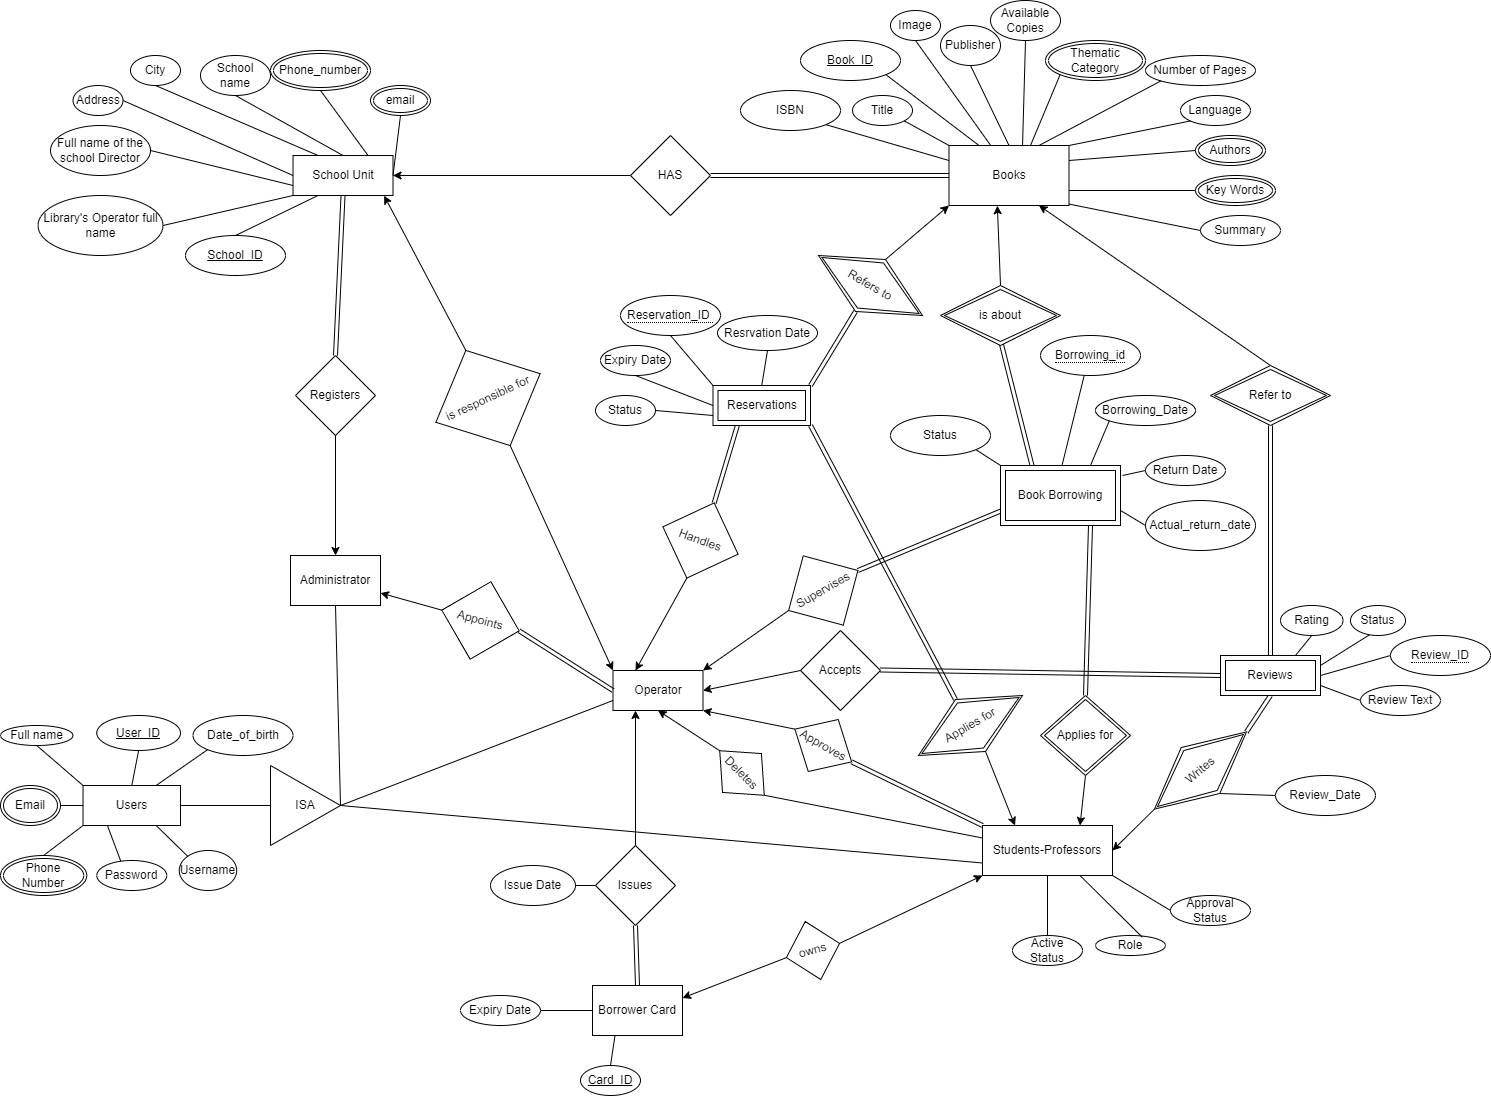 Available
Copies
Image
Publisher
Thematic
Category
Book_ID
Number of Pages
School
name
Phone_number
City
email
Address
ISBN
Title
Language
Full name of the
school Director
Authors
School Unit
HAS
Books
Key Words
Library's Operator full
name
Summary
School_ID
Refers to
Reservation_ID
is about
Resrvation Date
Borrowing_id
Expiry Date
Registers
is responsible for
Refer to
Status
Reservations
Borrowing_Date
Status
Return Date
Book Borrowing
Actual_return_date
Handles
Administrator
Supervises
Appoints
Rating
Status
Review_ID
Accepts
Reviews
Operator
Review Text
Full name
User_ID
Date_of_birth
Approves
Applies for
Applies for
Deletes
Writes
Review_Date
Email
Users
ISA
Students-Professors
Phone
Number
Password
Username
Issue Date
Issues
Approval
Status
owns
Active
Status
Role
Expiry Date
Borrower Card
Card_ID